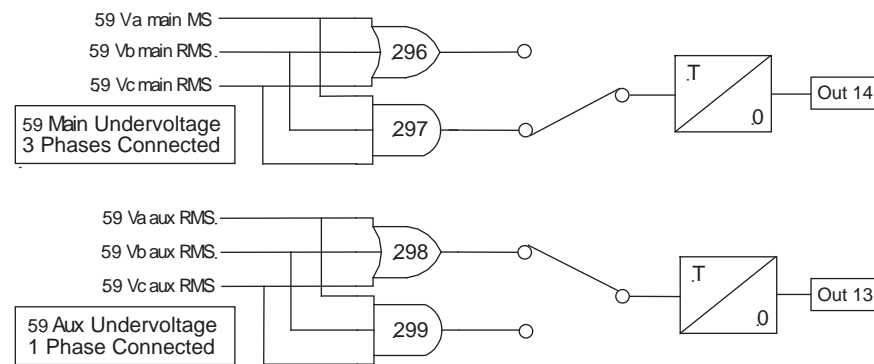 59 Va main MS
59 Vb main RMS.
59 Vc main RMS
296
297
59 Main Undervoltage
3 Phases Connected
.T
.0
Out 14
59 Va aux RMS.
59 Vb aux RMS.
59 Vc aux RMS
298
299
59 Aux Undervoltage
1 Phase Connected
.T
.0
Out 13